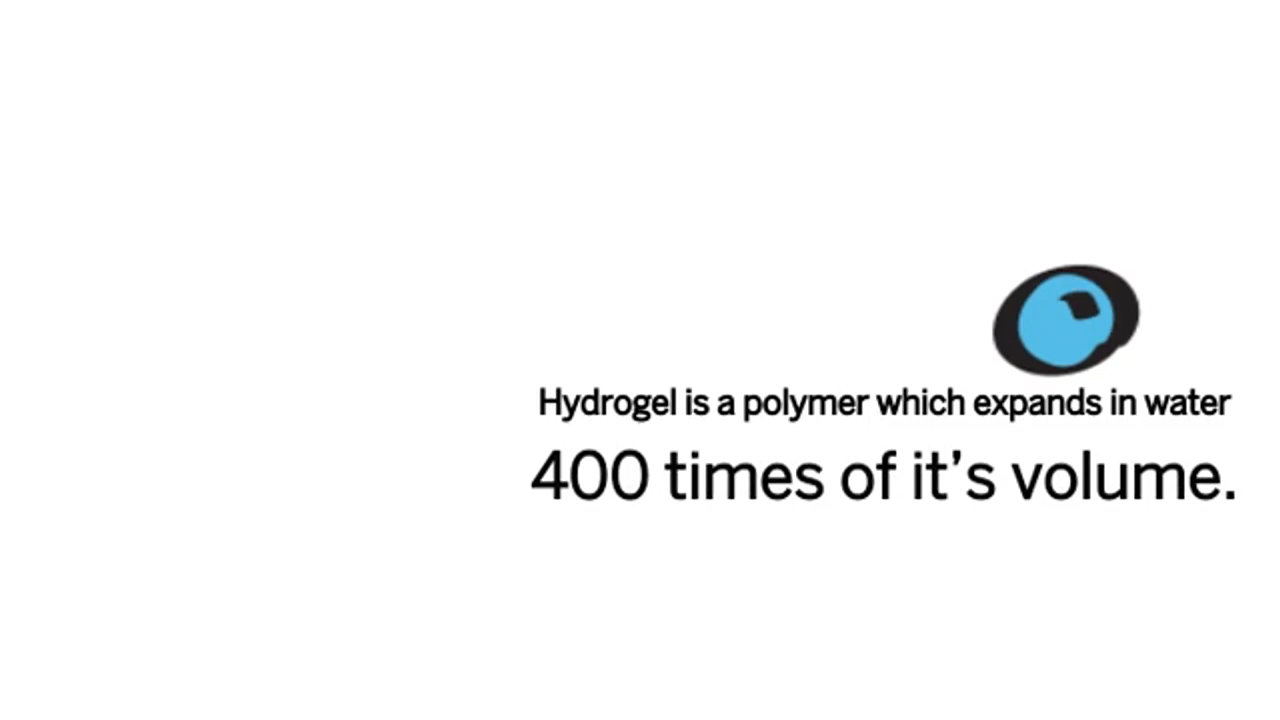 Hydrogel is a polymer which expands in water
400 times of it’s volume.